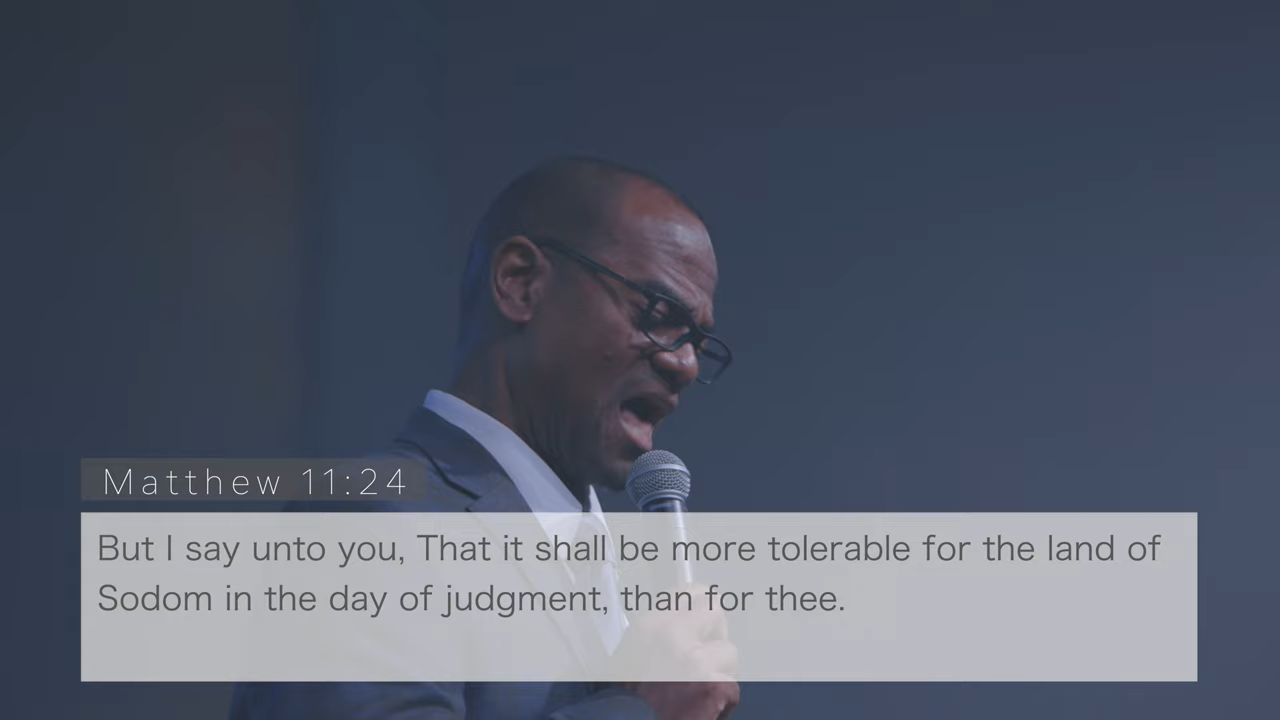 Matthew 11:24
But I say unto you, That it shall be more tolerable for the land of
Sodom in the day of judgment, than for thee.